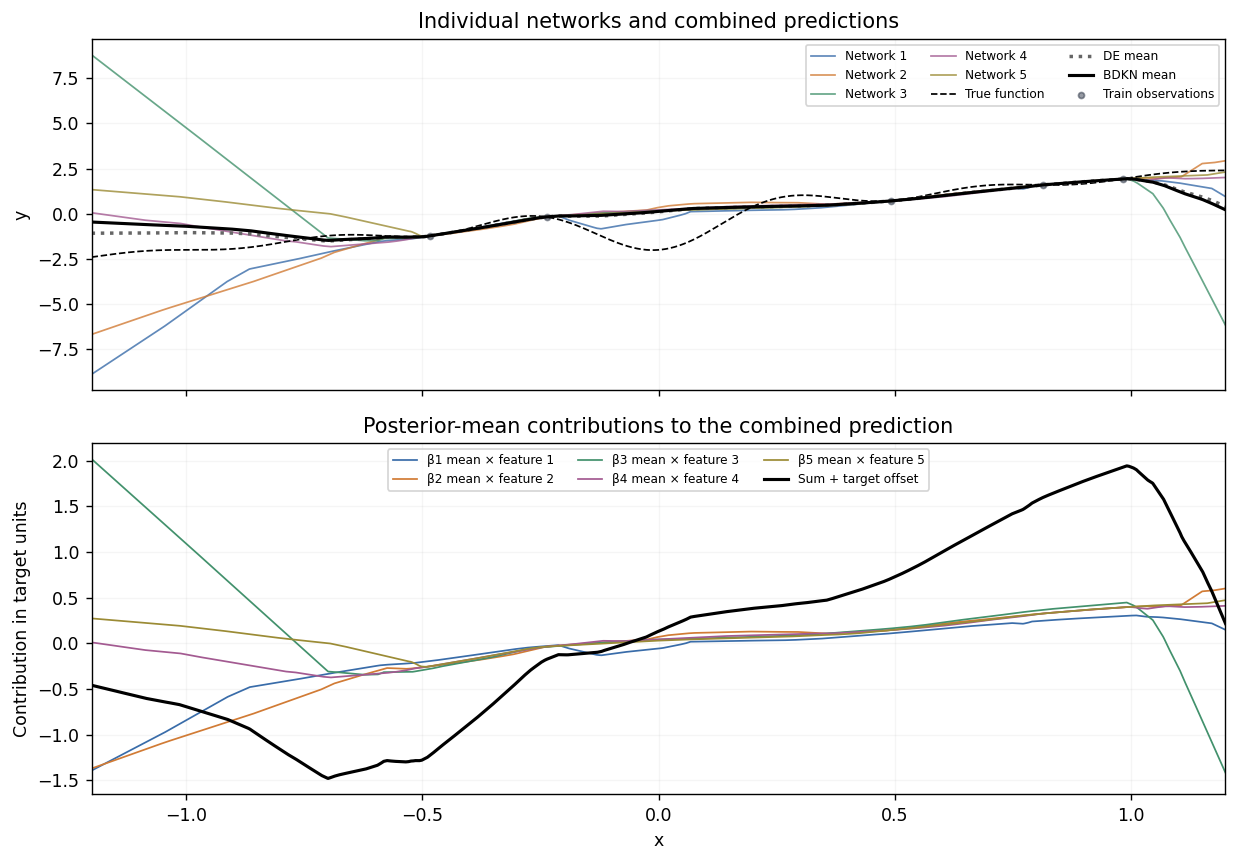 Individual networks and combined predictions
Network 1
Network 2
Network 3
Network 4
Network 5
True function
DE mean
BDKN mean
Train observations
7.5
5.0
2.5
0.0
−2.5
−5.0
−7.5
y
Posterior-mean contributions to the combined prediction
β1 mean × feature 1
β2 mean × feature 2
β3 mean × feature 3
β4 mean × feature 4
β5 mean × feature 5
Sum + target offset
2.0
1.5
1.0
0.5
0.0
−0.5
−1.0
−1.5
Contribution in target units
−1.0
−0.5
0.0
0.5
1.0
x